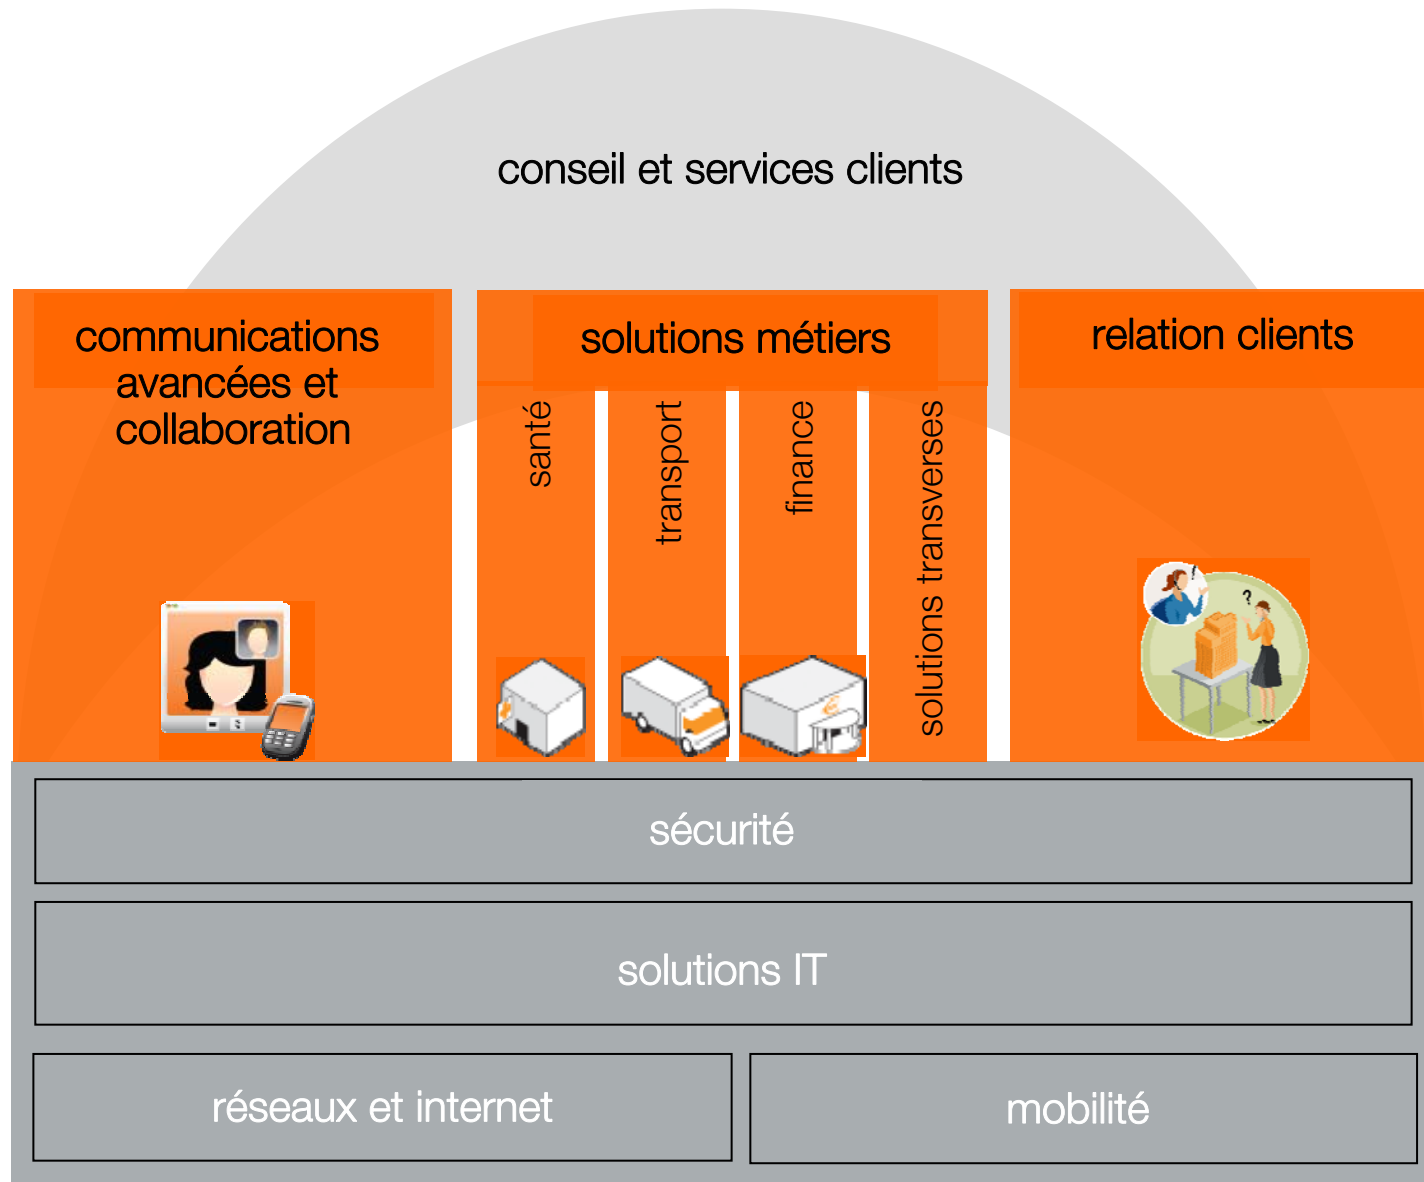 conseil et services clients
communications
avancées et
collaboration
solutions métiers
santé
transport
finance
solutions transverses
relation clients
sécurité
solutions IT
réseaux et internet
mobilité